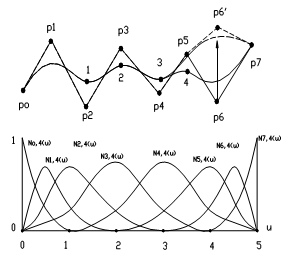 p6'
p1
p3
p5
p7
1
2
3
4
po
p2
p4
p6
1
No,4(u)
N1,4(u)
N2,4(u)
N3,4(u)
N4,4(u)
N5,4(u)
N6,4(u)
N7,4(u)
0
u
0 1 2 3 4 5